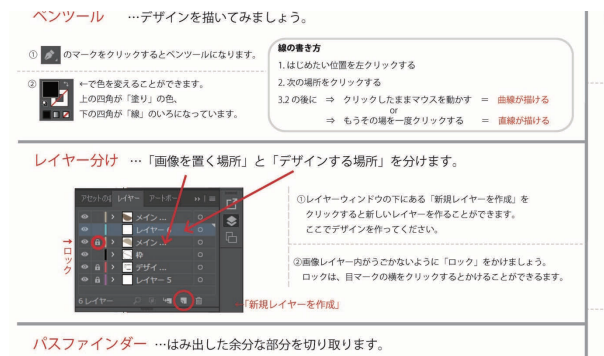 ペンツール …デザインを描いてみましょう。
① のマークをクリックするとペンツールになります。
② ←で色を変えることができます。
上の四角が「塗り」の色、
下の四角が「線」のいろになっています。
線の書き方
1. はじめたい位置を左クリックする
2. 次の場所をクリックする
3.2 の後に ⇒ クリックしたままマウスを動かす = 曲線が描ける
or
⇒ もうその場を一度クリックする = 直線が描ける
レイヤー分け …「画像を置く場所」と「デザインする場所」を分けます。
アセットの レイヤー アートボー
メイン ...
レイヤー 6
メイン ...
枠
デザイ ...
レイヤー 5
6 レイヤー
→ロック
←「新規レイヤーを作成」
①レイヤーウィンドウの下にある「新規レイヤーを作成」を
クリックすると新しいレイヤーを作ることができます。
ここでデザインを作ってください。
②画像レイヤー内がうごかないように「ロック」をかけましょう。
ロックは、目マークの横をクリックするとかけることができるます。
パスファインダー …はみ出した余分な部分を切り取ります。